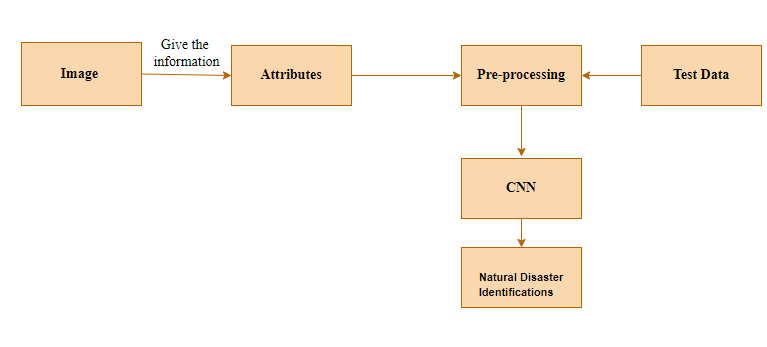 Give the
information
Image
Attributes
Pre-processing
Test Data
CNN
Natural Disaster
Identifications